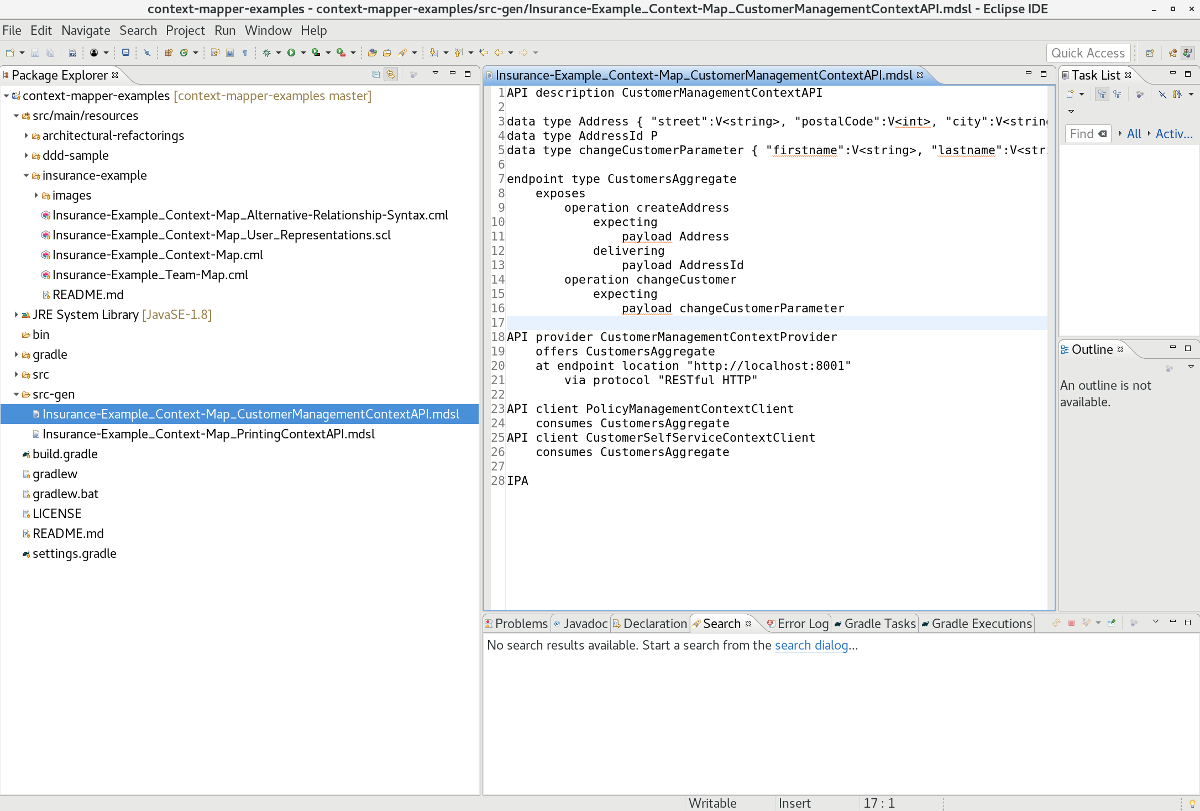 context-mapper-examples - context-mapper-examples/src-gen/Insurance-Example_Context-Map_CustomerManagementContextAPI.mdsl - Eclipse IDE
File Edit Navigate Search Project Run Window Help
Quick Access
Package Explorer
context-mapper-examples [context-mapper-examples master]
src/main/resources
architectural-refactorings
ddd-sample
insurance-example
images
Insurance-Example_Context-Map_Alternative-Relationship-Syntax.cml
Insurance-Example_Context-Map_User_Representations.scl
Insurance-Example_Context-Map.cml
Insurance-Example_Team-Map.cml
README.md
JRE System Library [JavaSE-1.8]
bin
gradle
src
src-gen
Insurance-Example_Context-Map_CustomerManagementContextAPI.mdsl
Insurance-Example_Context-Map_PrintingContextAPI.mdsl
build.gradle
gradlew
gradlew.bat
LICENSE
README.md
settings.gradle
Insurance-Example_Context-Map_CustomerManagementContextAPI.mdsl
1 API description CustomerManagementContextAPI
2
3 data type Address { "street":V<string>, "postalCode":V<int>, "city":V<string
4 data type AddressId P
5 data type changeCustomerParameter { "firstname":V<string>, "lastname":V<str
6
7 endpoint type CustomersAggregate
8 exposes
9 operation createAddress
10 expecting
11 payload Address
12 delivering
13 payload AddressId
14 operation changeCustomer
15 expecting
16 payload changeCustomerParameter
17
18 API provider CustomerManagementContextProvider
19 offers CustomersAggregate
20 at endpoint location "http://localhost:8001"
21 via protocol "RESTful HTTP"
22
23 API client PolicyManagementContextClient
24 consumes CustomersAggregate
25 API client CustomerSelfServiceContextClient
26 consumes CustomersAggregate
27
28 IPA
Task List
Find All Activ...
Outline
An outline is not
available.
Problems Javadoc Declaration Search Error Log Gradle Tasks Gradle Executions
No search results available. Start a search from the search dialog...
Writable Insert 17 : 1